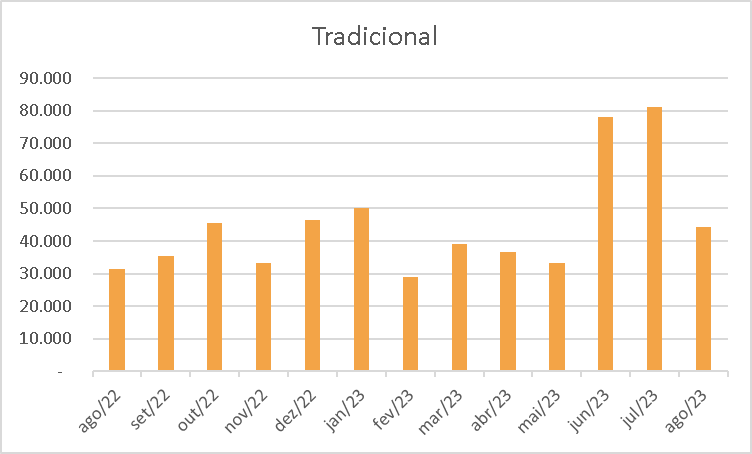 Tradicional
90.000
80.000
70.000
60.000
50.000
40.000
30.000
20.000
10.000
-
ago/22
set/22
out/22
nov/22
dez/22
jan/23
fev/23
mar/23
abr/23
mai/23
jun/23
jul/23
ago/23